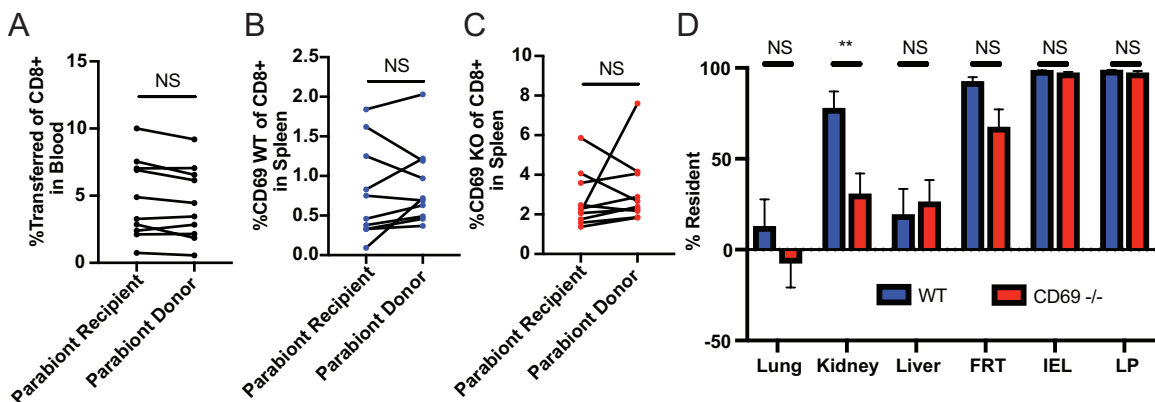 A
%Transferred of CD8+
in Blood
15
10
5
0
NS
Parabiont Recipient
Parabiont Donor
B
%CD69 WT of CD8+
in Spleen
2.5
2.0
1.5
1.0
0.5
0.0
NS
Parabiont Recipient
Parabiont Donor
C
%CD69 KO of CD8+
in Spleen
10
8
6
4
2
0
NS
Parabiont Recipient
Parabiont Donor
D
% Resident
100
50
0
-50
NS
**
NS
NS
NS
NS
WT
CD69 -/-
Lung
Kidney
Liver
FRT
IEL
LP